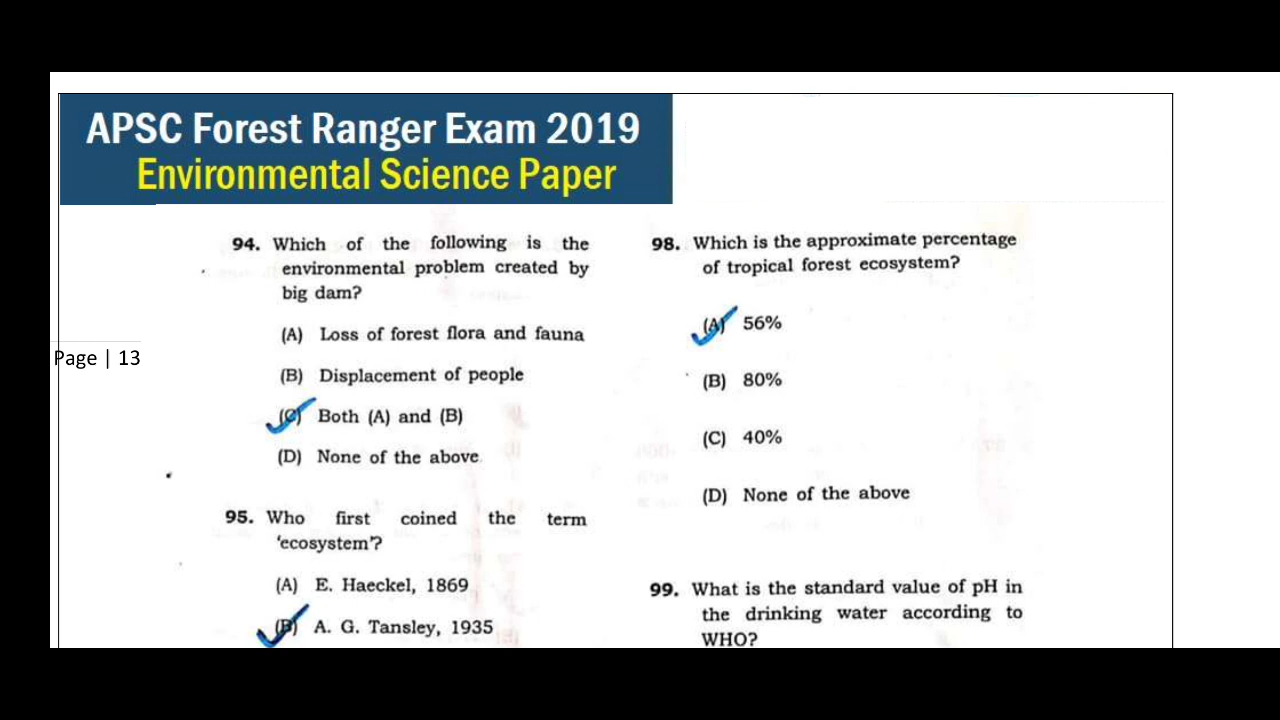 APSC Forest Ranger Exam 2019
Environmental Science Paper
94. Which of the following is the
environmental problem created by
big dam?
(A) Loss of forest flora and fauna
Page | 13
(B) Displacement of people
(C) Both (A) and (B)
(D) None of the above
95. Who first coined the term
'ecosystem'?
(A) E. Haeckel, 1869
(B) A. G. Tansley, 1935
98. Which is the approximate percentage
of tropical forest ecosystem?
(A) 56%
(B) 80%
(C) 40%
(D) None of the above
99. What is the standard value of pH in
the drinking water according to
WHO?